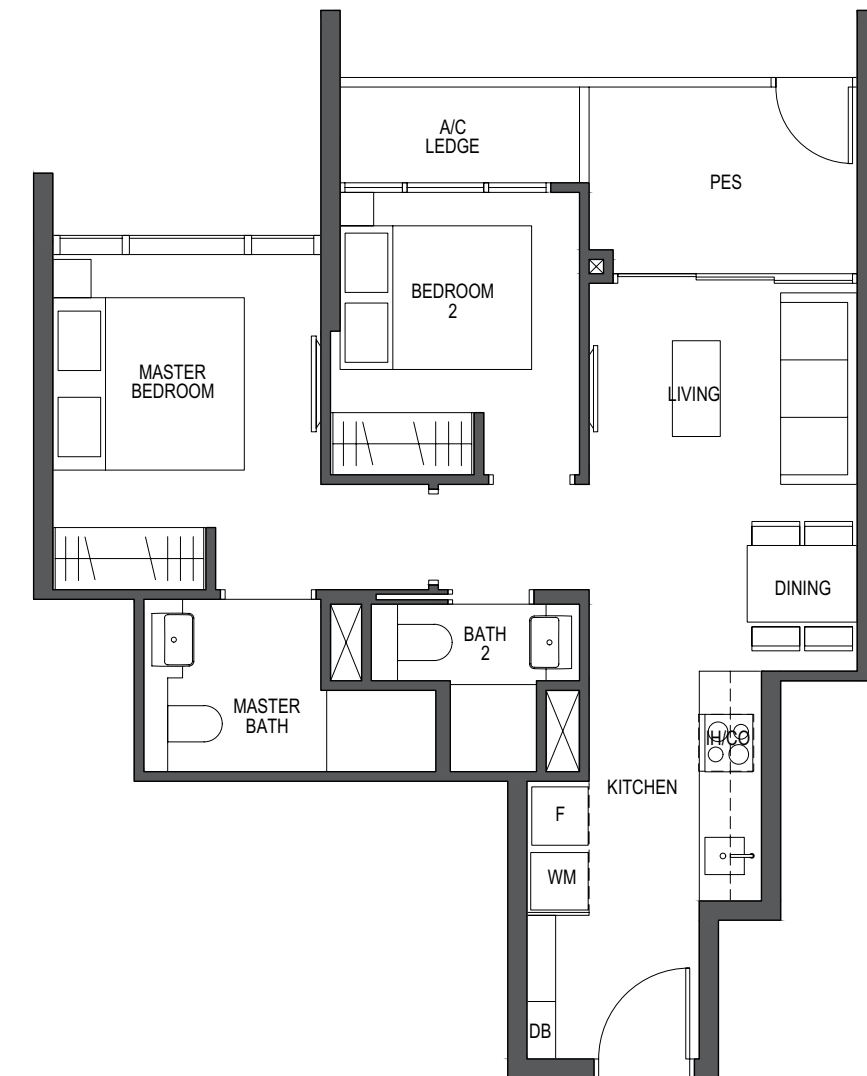 A/C
LEDGE
PES
BEDROOM
2
MASTER
BEDROOM
LIVING
DINING
BATH
2
MASTER
BATH
IH/CO
KITCHEN
F
WM
DB